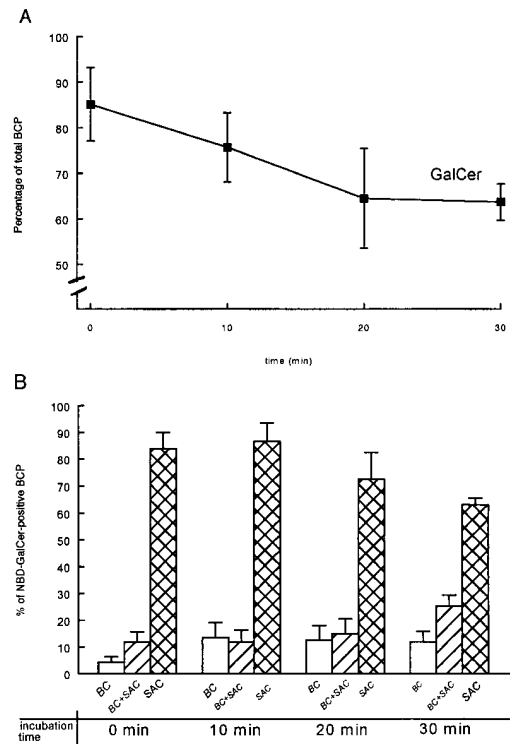 A
Percentage of total BCP
100
90
80
70
60
50
GalCer
0
10
20
30
time (min)
B
% of NBD-GalCer-positive BCP
100
90
80
70
60
50
40
30
20
10
0
BC
BC+SAC
SAC
BC
BC+SAC
SAC
BC
BC+SAC
SAC
BC
BC+SAC
SAC
incubation time
0 min
10 min
20 min
30 min